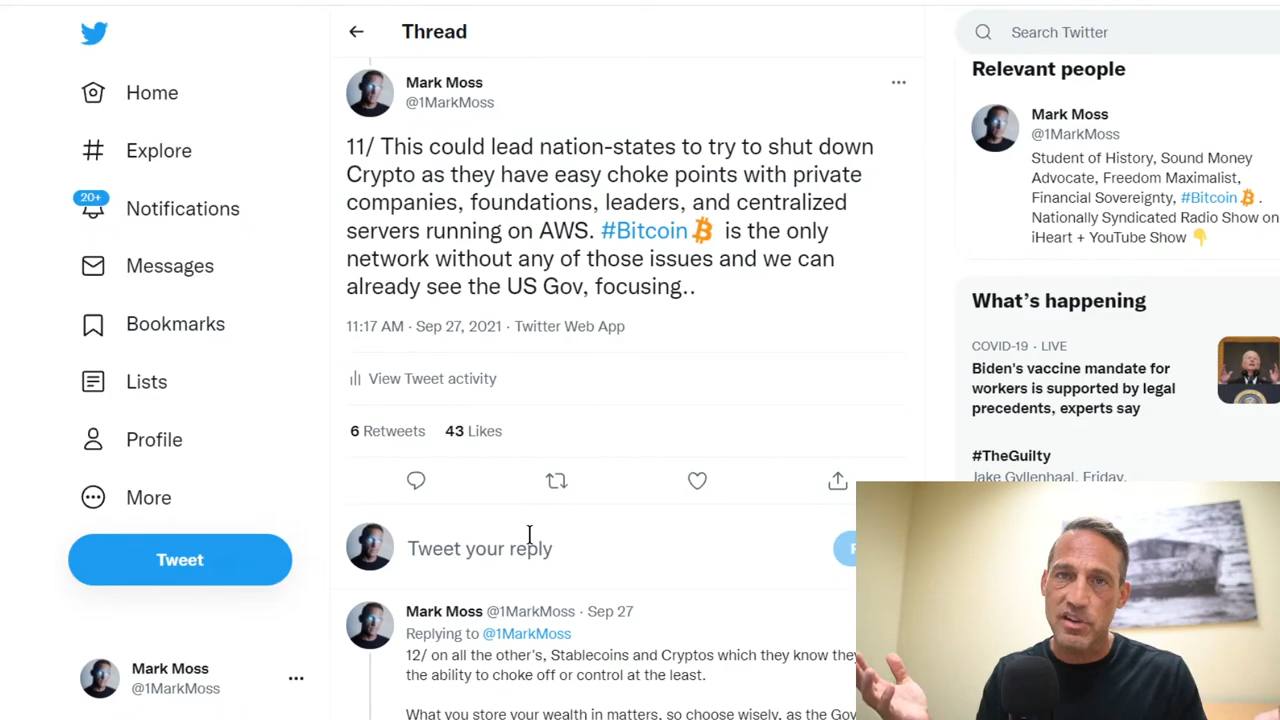 Thread
Search Twitter
Home
Explore
20+
Notifications
Messages
Bookmarks
Lists
Profile
More
Tweet
Mark Moss
@1MarkMoss
Mark Moss
@1MarkMoss
11/ This could lead nation-states to try to shut down
Crypto as they have easy choke points with private
companies, foundations, leaders, and centralized
servers running on AWS. #Bitcoin is the only
network without any of those issues and we can
already see the US Gov, focusing..
11:17 AM · Sep 27, 2021 · Twitter Web App
View Tweet activity
6 Retweets 43 Likes
Tweet your reply
Mark Moss @1MarkMoss · Sep 27
Replying to @1MarkMoss
12/ on all the other's, Stablecoins and Cryptos which they know they
the ability to choke off or control at the least.
What you store your wealth in matters, so choose wisely, as the Gov
Relevant people
Mark Moss
@1MarkMoss
Student of History, Sound Money
Advocate, Freedom Maximalist,
Financial Sovereignty, #Bitcoin .
Nationally Syndicated Radio Show on
iHeart + YouTube Show
What's happening
COVID-19 · LIVE
Biden's vaccine mandate for
workers is supported by legal
precedents, experts say
#TheGuilty
Jake Gyllenhaal, Friday,